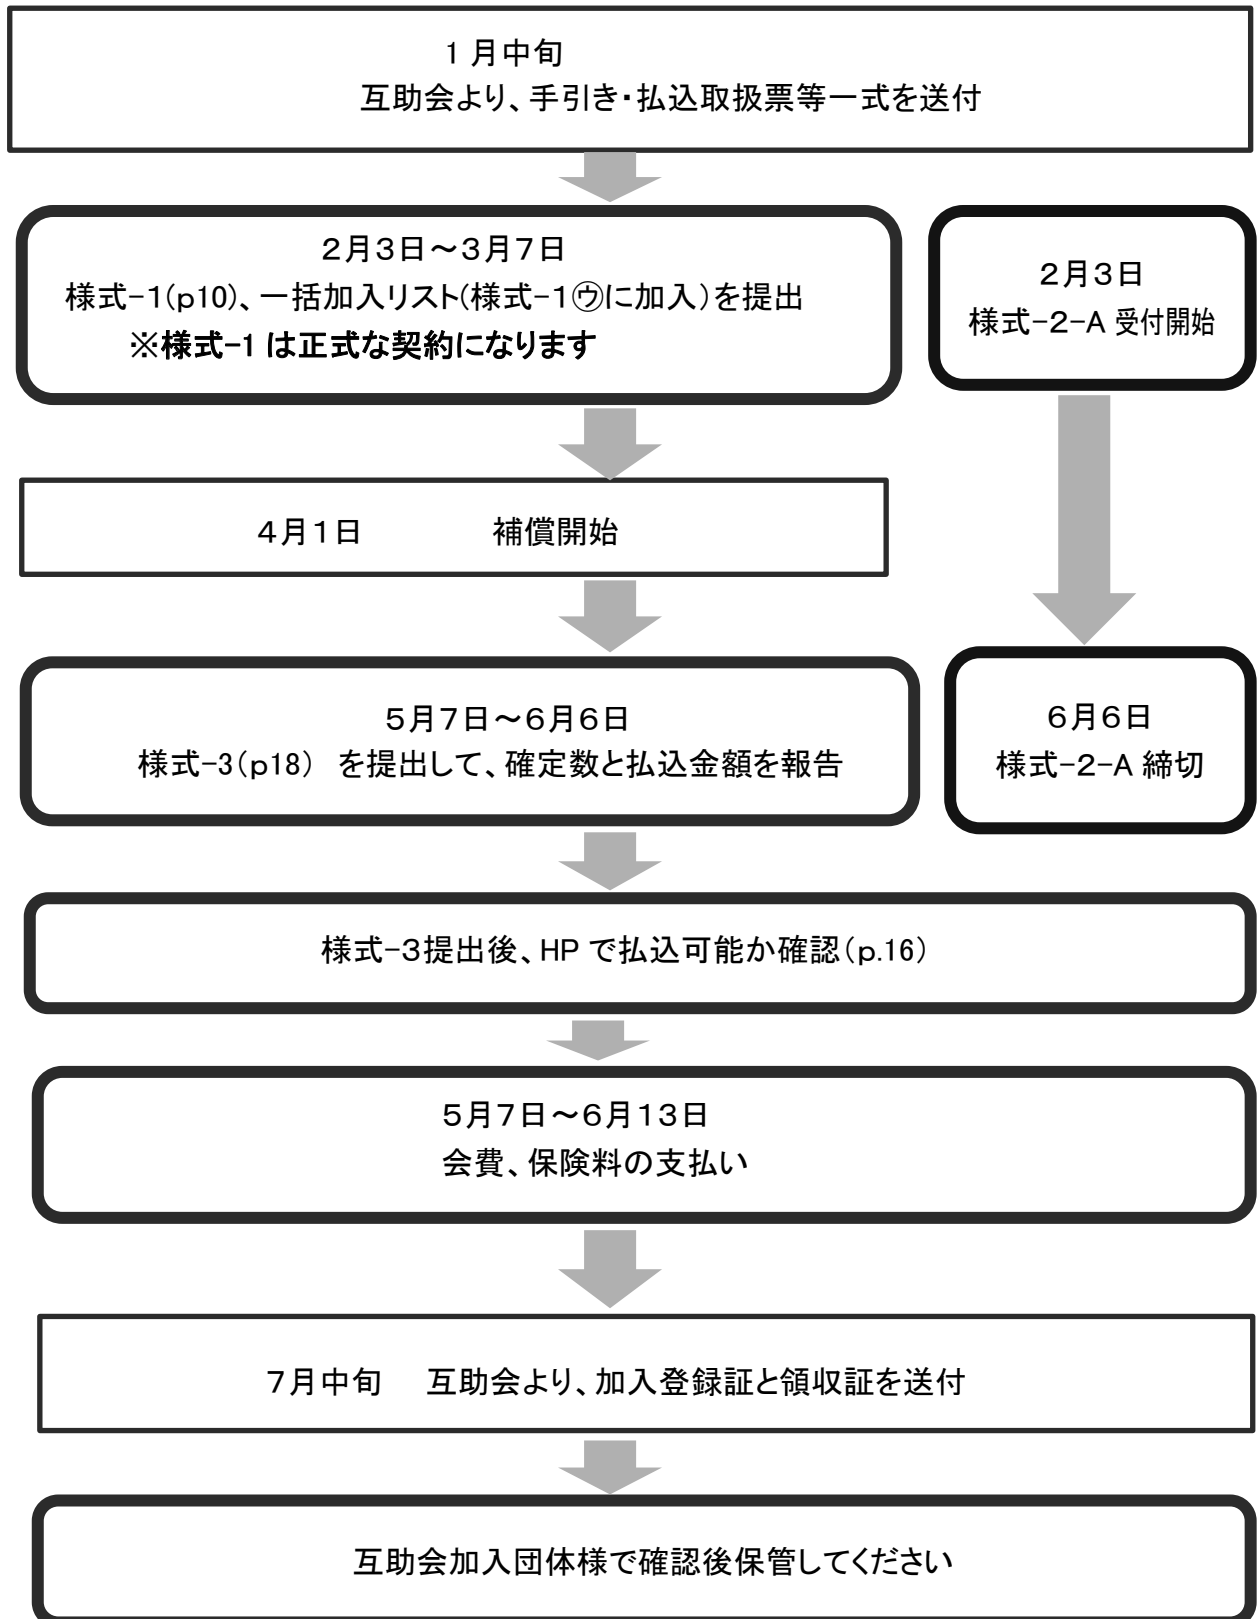 1月中旬
互助会より、手引き・払込取扱票等一式を送付
２月３日～３月７日
様式-1(p10)、一括加入リスト(様式-1㋒に加入)を提出
※様式-1は正式な契約になります
２月３日
様式-２-A 受付開始
４月１日　補償開始
５月７日～６月６日
様式-3(p18)　を提出して、確定数と払込金額を報告
６月６日
様式-２-A 締切
様式-３提出後、HPで払込可能か確認(p.16)
５月７日～６月１３日
会費、保険料の支払い
７月中旬　互助会より、加入登録証と領収証を送付
互助会加入団体様で確認後保管してください